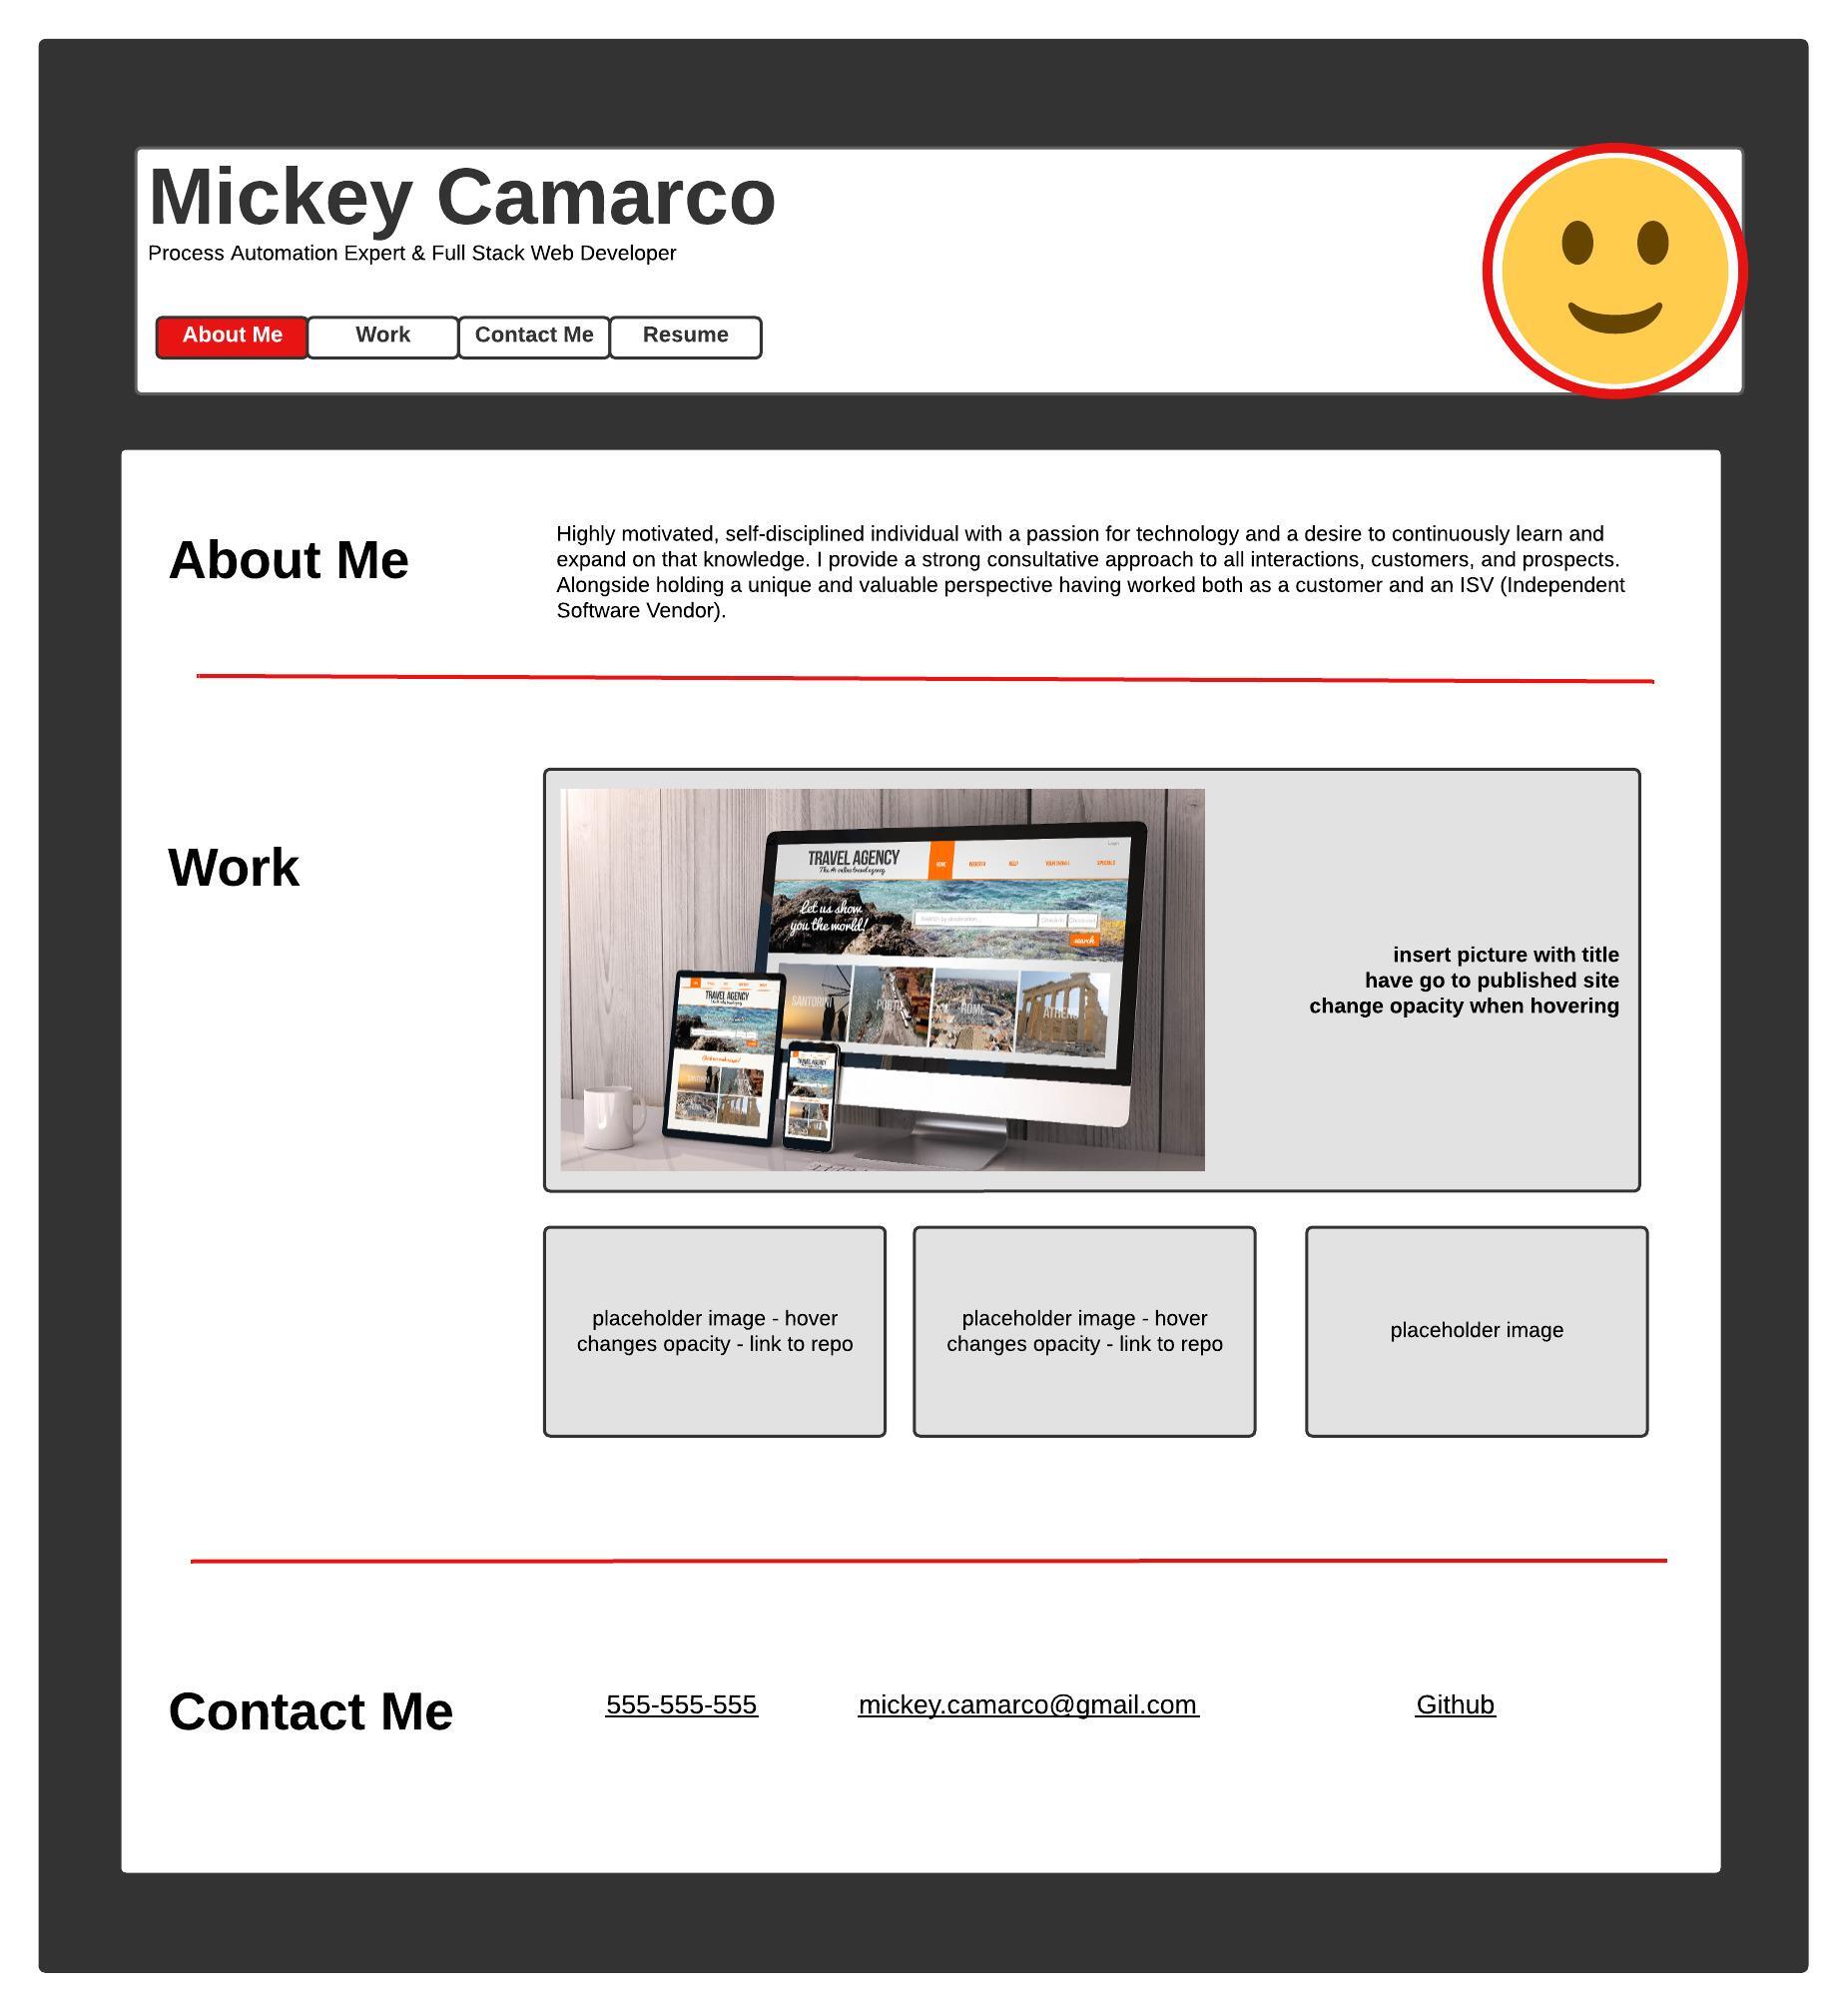 Mickey Camarco
Process Automation Expert & Full Stack Web Developer
About Me
Work
Contact Me
Resume
About Me
Highly motivated, self-disciplined individual with a passion for technology and a desire to continuously learn and
expand on that knowledge. I provide a strong consultative approach to all interactions, customers, and prospects.
Alongside holding a unique and valuable perspective having worked both as a customer and an ISV (Independent
Software Vendor).
Work
TRAVEL AGENCY
Let us show
you the world!
search
SANTORINI
PORTO
ROME
ATHENS
TRAVEL AGENCY
TRAVEL AGENCY
insert picture with title
have go to published site
change opacity when hovering
placeholder image - hover
changes opacity - link to repo
placeholder image - hover
changes opacity - link to repo
placeholder image
Contact Me
555-555-555
mickey.camarco@gmail.com
Github